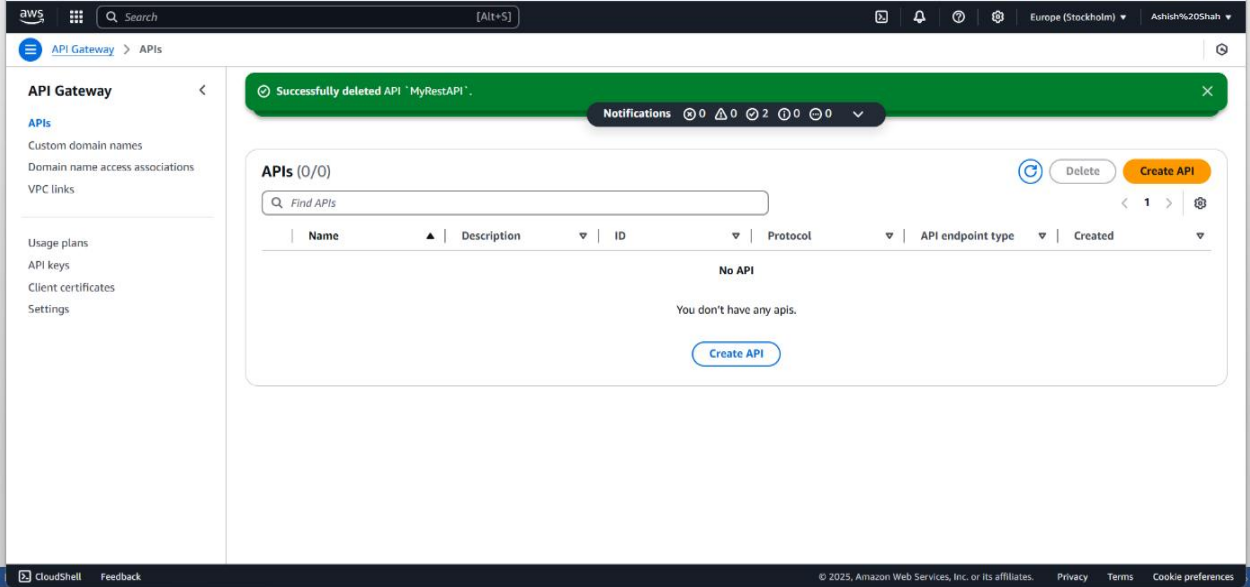 aws
Search [Alt+S] Europe (Stockholm) Ashish%20Shah
API Gateway > APIs
API Gateway
APIs
Custom domain names
Domain name access associations
VPC links
Usage plans
API keys
Client certificates
Settings
Successfully deleted API `MyRestAPI`.
Notifications 0 0 2 0 0
APIs (0/0) Delete Create API
Find APIs 1
Name Description ID Protocol API endpoint type Created
No API
You don't have any apis.
Create API
CloudShell Feedback © 2025, Amazon Web Services, Inc. or its affiliates. Privacy Terms Cookie preferences